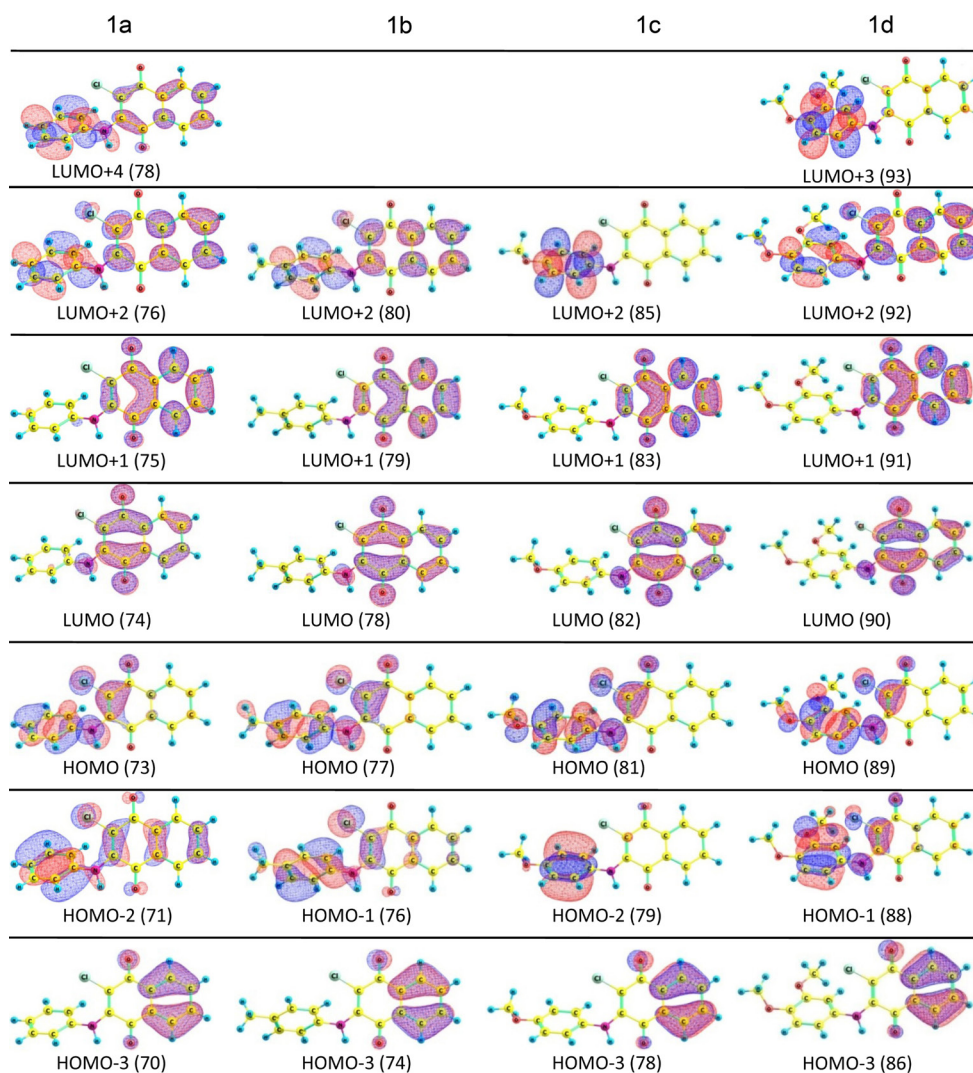 1a 1b 1c 1d
LUMO+4 (78) LUMO+3 (93)
LUMO+2 (76) LUMO+2 (80) LUMO+2 (85) LUMO+2 (92)
LUMO+1 (75) LUMO+1 (79) LUMO+1 (83) LUMO+1 (91)
LUMO (74) LUMO (78) LUMO (82) LUMO (90)
HOMO (73) HOMO (77) HOMO (81) HOMO (89)
HOMO-2 (71) HOMO-1 (76) HOMO-2 (79) HOMO-1 (88)
HOMO-3 (70) HOMO-3 (74) HOMO-3 (78) HOMO-3 (86)